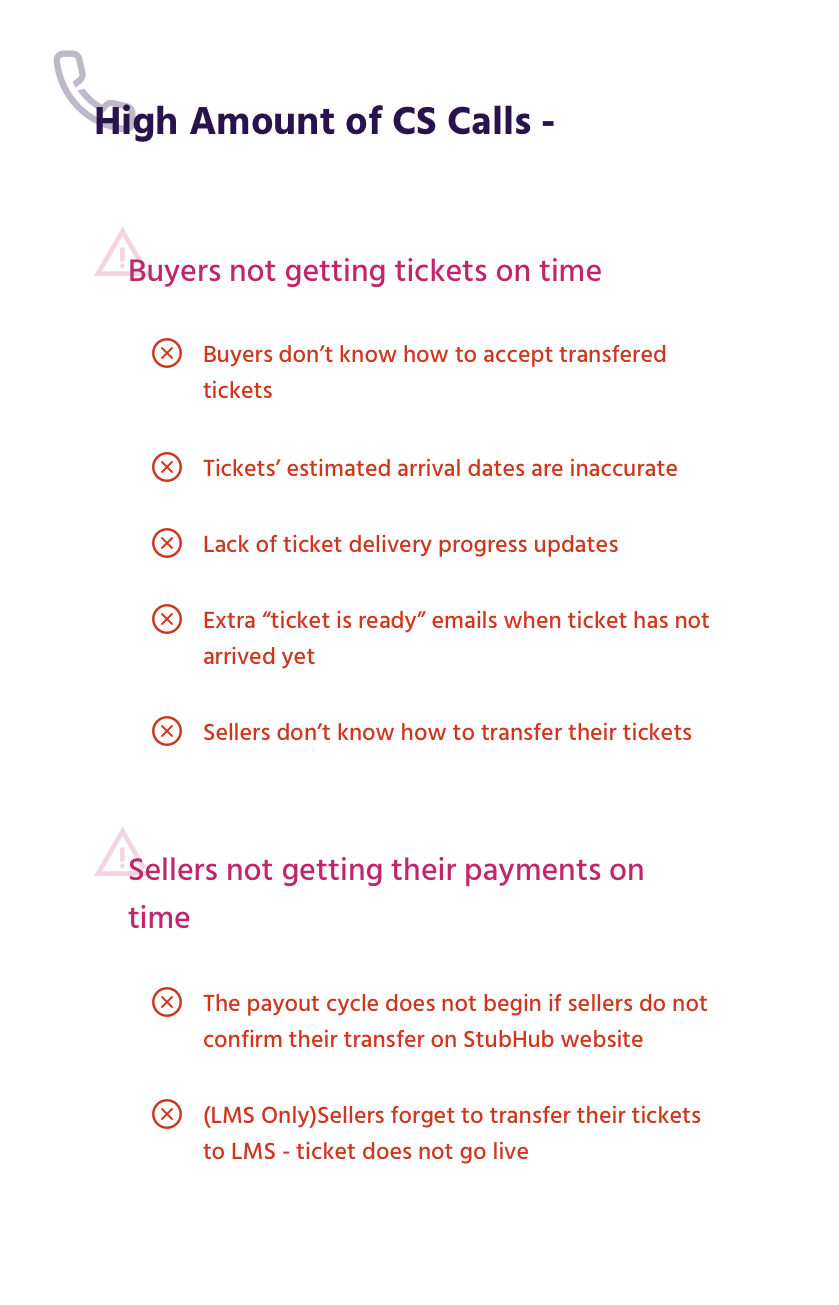 High Amount of CS Calls -
Buyers not getting tickets on time
Buyers don’t know how to accept transfered
tickets
Tickets’ estimated arrival dates are inaccurate
Lack of ticket delivery progress updates
Extra “ticket is ready” emails when ticket has not
arrived yet
Sellers don’t know how to transfer their tickets
Sellers not getting their payments on
time
The payout cycle does not begin if sellers do not
confirm their transfer on StubHub website
(LMS Only)Sellers forget to transfer their tickets
to LMS - ticket does not go live